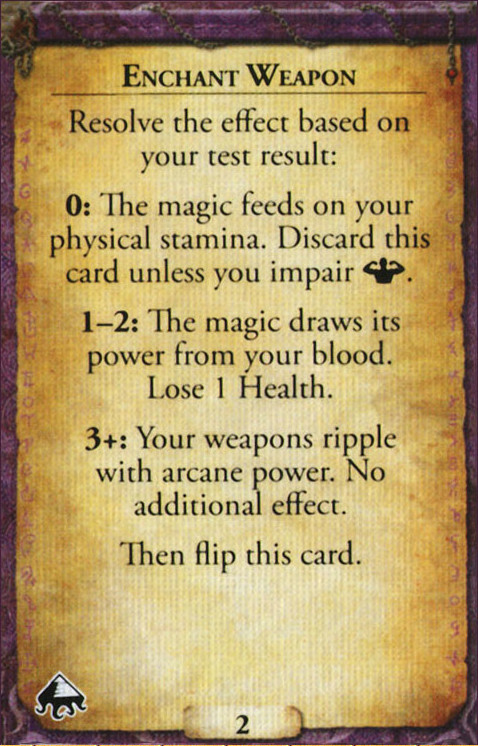 Enchant Weapon
Resolve the effect based on
your test result:
0: The magic feeds on your
physical stamina. Discard this
card unless you impair .
1–2: The magic draws its
power from your blood.
Lose 1 Health.
3+: Your weapons ripple
with arcane power. No
additional effect.
Then flip this card.
2